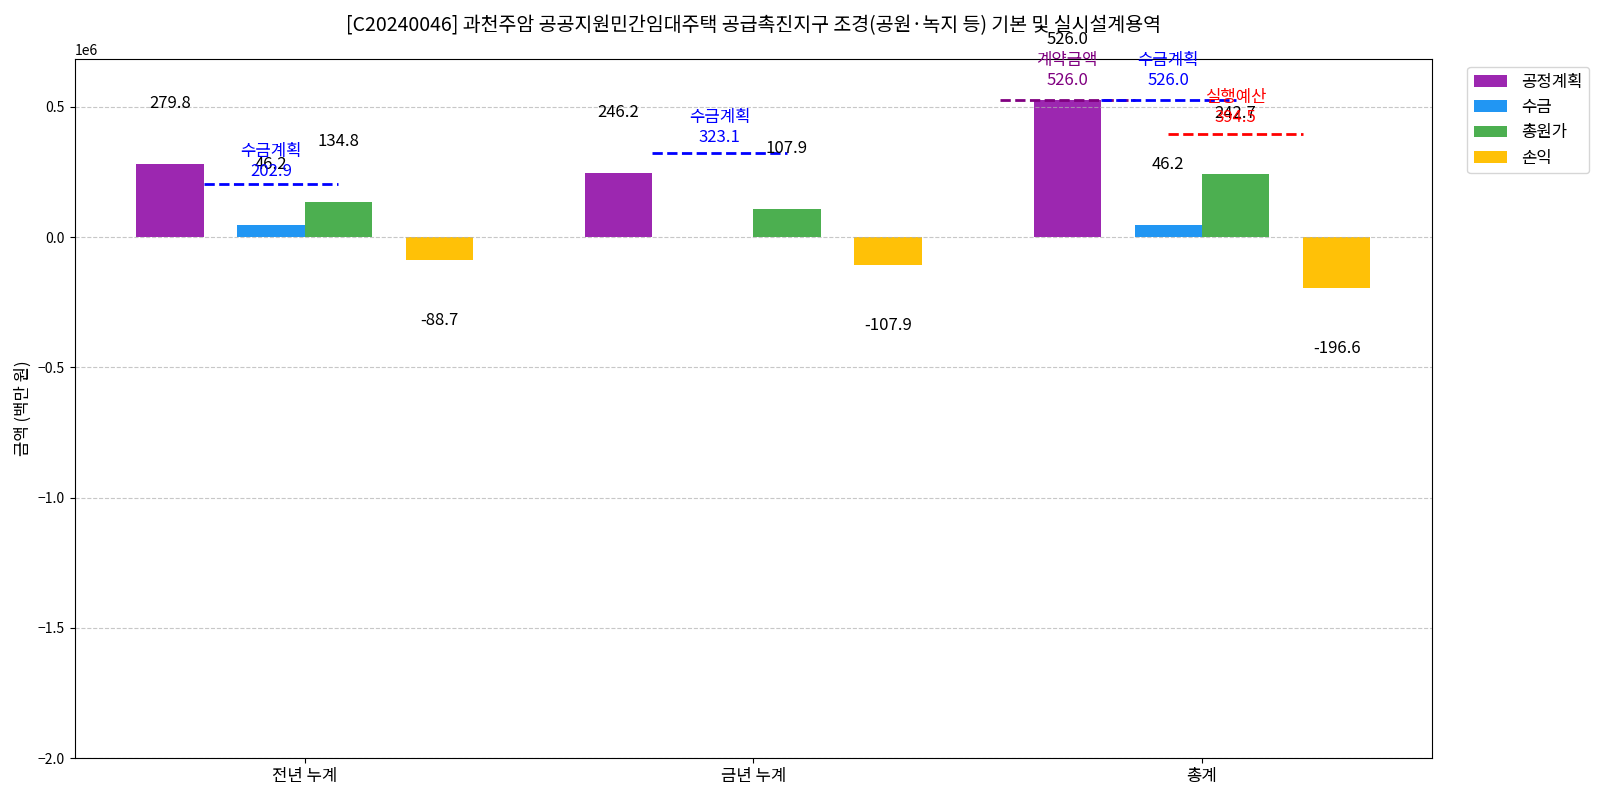 [C20240046] 과천주암 공공지원민간임대주택 공급촉진지구 조경(공원·녹지 등) 기본 및 실시설계용역
1e6
금액 (백만 원)
0.5
0.0
−0.5
−1.0
−1.5
−2.0
279.8
수금계획
202.9
46.2
134.8
-88.7
246.2
수금계획
323.1
107.9
-107.9
526.0
계약금액
526.0
수금계획
526.0
실행예산
394.5
242.7
46.2
-196.6
전년 누계
금년 누계
총계
공정계획
수금
총원가
손익